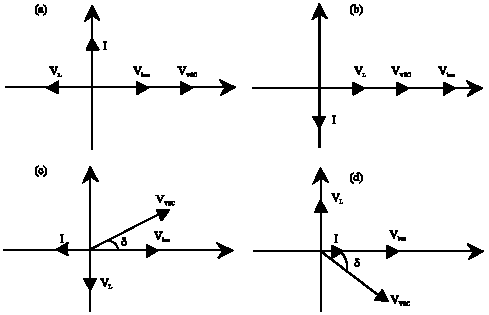 (a) (b)
I
V_L V_bus V_VSC V_L V_VSC V_bus
I
(c) (d)
V_VSC V_L
I δ V_bus I δ V_bus
V_L V_VSC